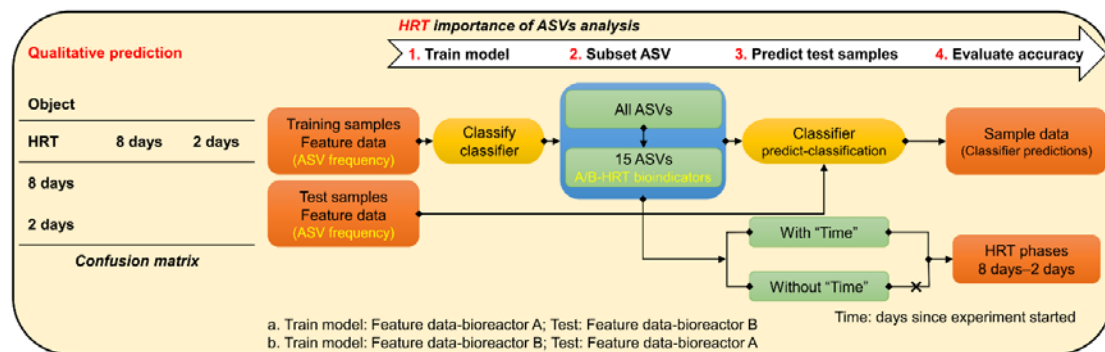 HRT importance of ASVs analysis
Qualitative prediction
1. Train model
2. Subset ASV
3. Predict test samples
4. Evaluate accuracy
Object
HRT 8 days 2 days
8 days
2 days
Confusion matrix
Training samples
Feature data
(ASV frequency)
Test samples
Feature data
(ASV frequency)
Classify
classifier
All ASVs
15 ASVs
A/B-HRT bioindicators
Classifier
predict-classification
Sample data
(Classifier predictions)
With “Time”
Without “Time”
HRT phases
8 days–2 days
Time: days since experiment started
a. Train model: Feature data-bioreactor A; Test: Feature data-bioreactor B
b. Train model: Feature data-bioreactor B; Test: Feature data-bioreactor A